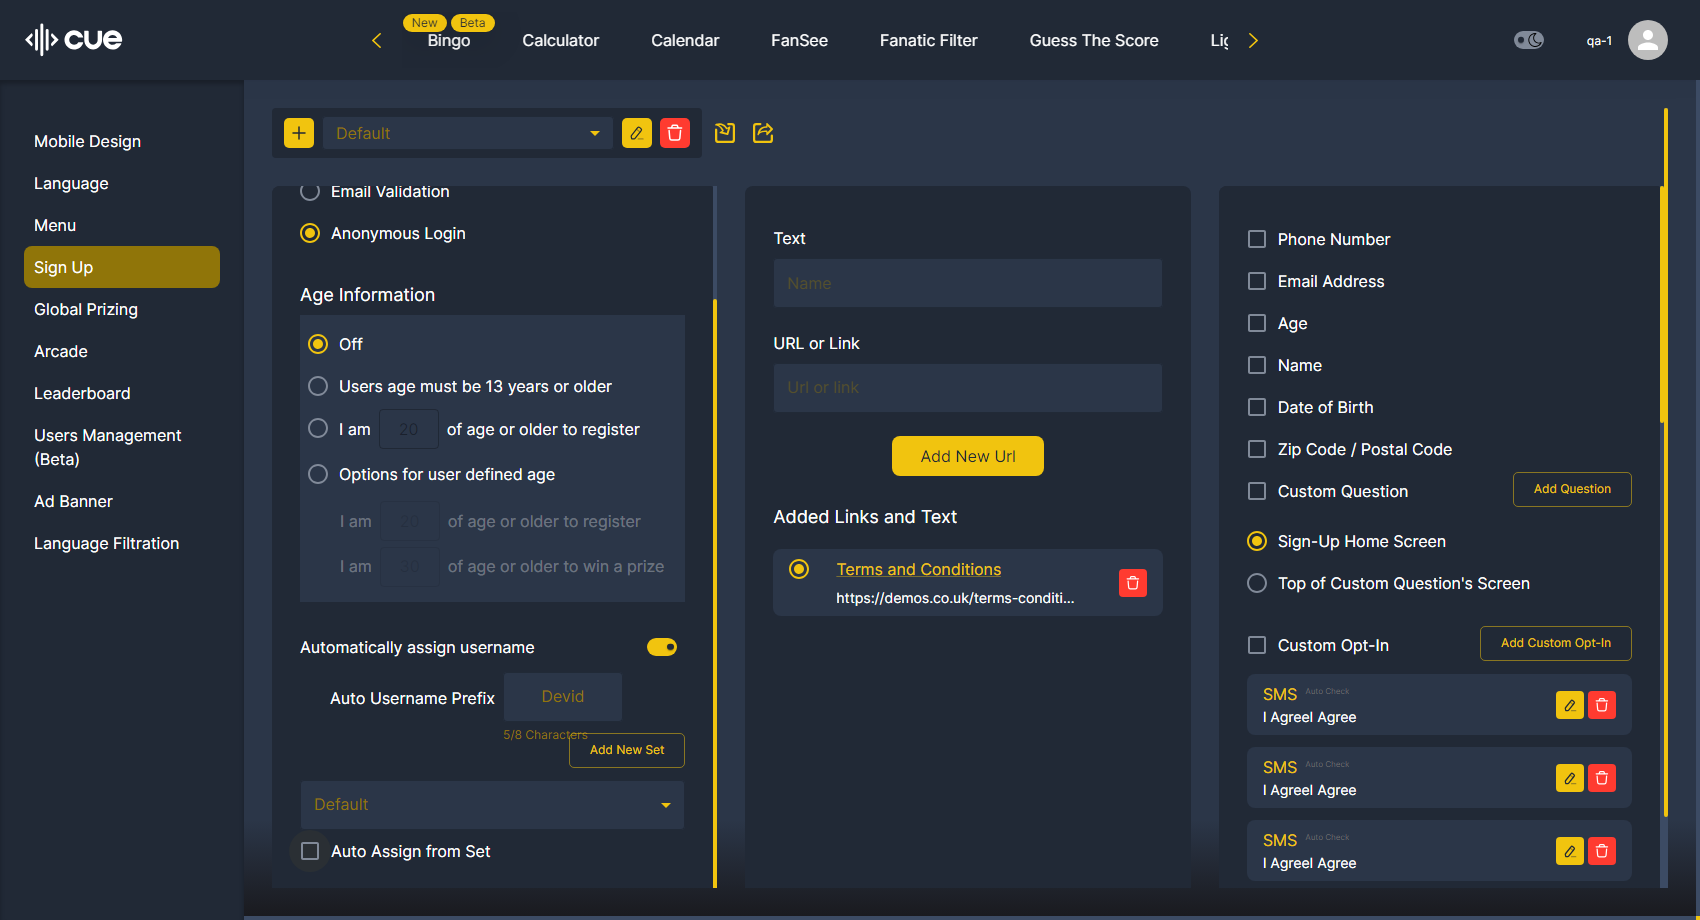 cue
New
Beta
Bingo
Calculator
Calendar
FanSee
Fanatic Filter
Guess The Score
qa-1
Mobile Design
Language
Menu
Sign Up
Global Prizing
Arcade
Leaderboard
Users Management
(Beta)
Ad Banner
Language Filtration
Default
Email Validation
Anonymous Login
Age Information
Off
Users age must be 13 years or older
I am 20 of age or older to register
Options for user defined age
I am 20 of age or older to register
I am 30 of age or older to win a prize
Automatically assign username
Auto Username Prefix Devid
5/8 Characters
Add New Set
Default
Auto Assign from Set
Text
Name
URL or Link
Url or link
Add New Url
Added Links and Text
Terms and Conditions
https://demos.co.uk/terms-conditi...
Phone Number
Email Address
Age
Name
Date of Birth
Zip Code / Postal Code
Custom Question
Add Question
Sign-Up Home Screen
Top of Custom Question's Screen
Custom Opt-In
Add Custom Opt-In
SMS Auto Check
I AgreeI Agree
SMS Auto Check
I AgreeI Agree
SMS Auto Check
I AgreeI Agree